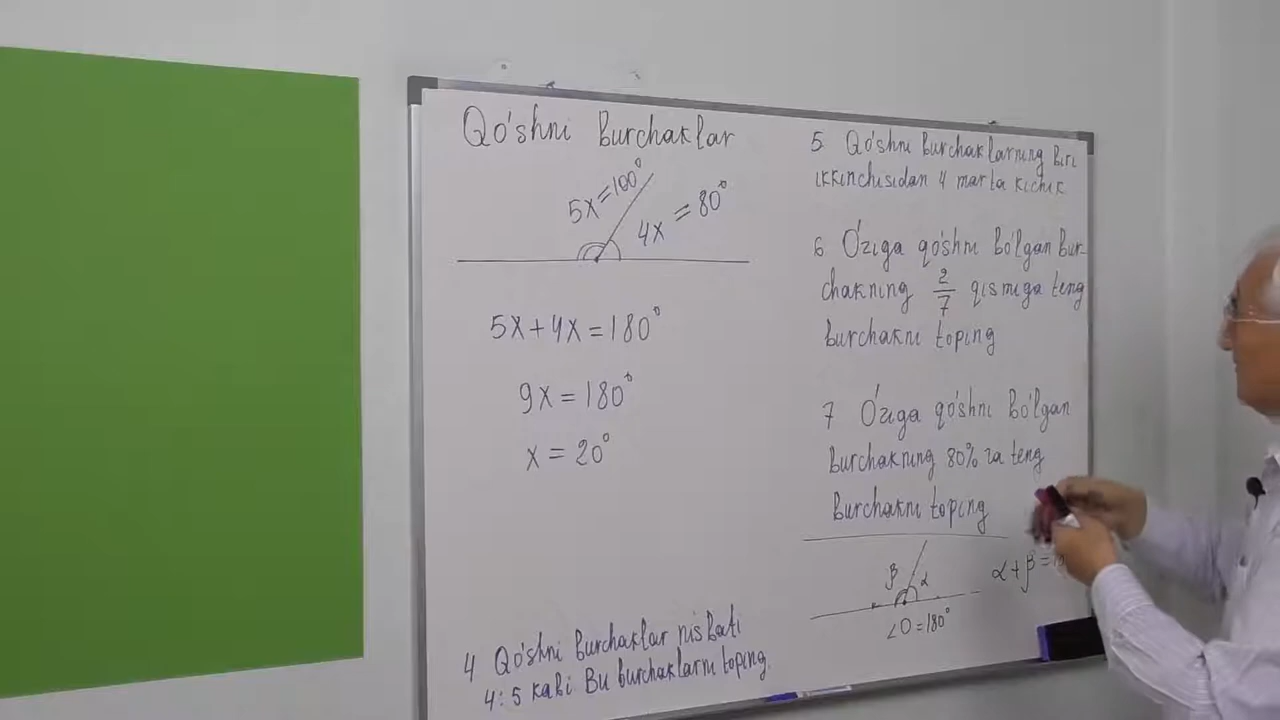 Qo'shni Burchaklar
5x=100°
4x = 80°
5x+4x=180°
9x=180°
x=20°
4 Qo'shni Burchaklar nisbati
4:5 kabi Bu burchaklarni toping.
5 Qo'shni Burchaklarning Biri
ikkinchisidan 4 marta kichik
6 O'ziga qo'shni bo'lgan bur-
chakning 2/7 qismiga teng
burchakni toping
7 O'ziga qo'shni Bo'lgan
burchakning 80% za teng
Burchakni toping
β α
α+β=
∠O=180°